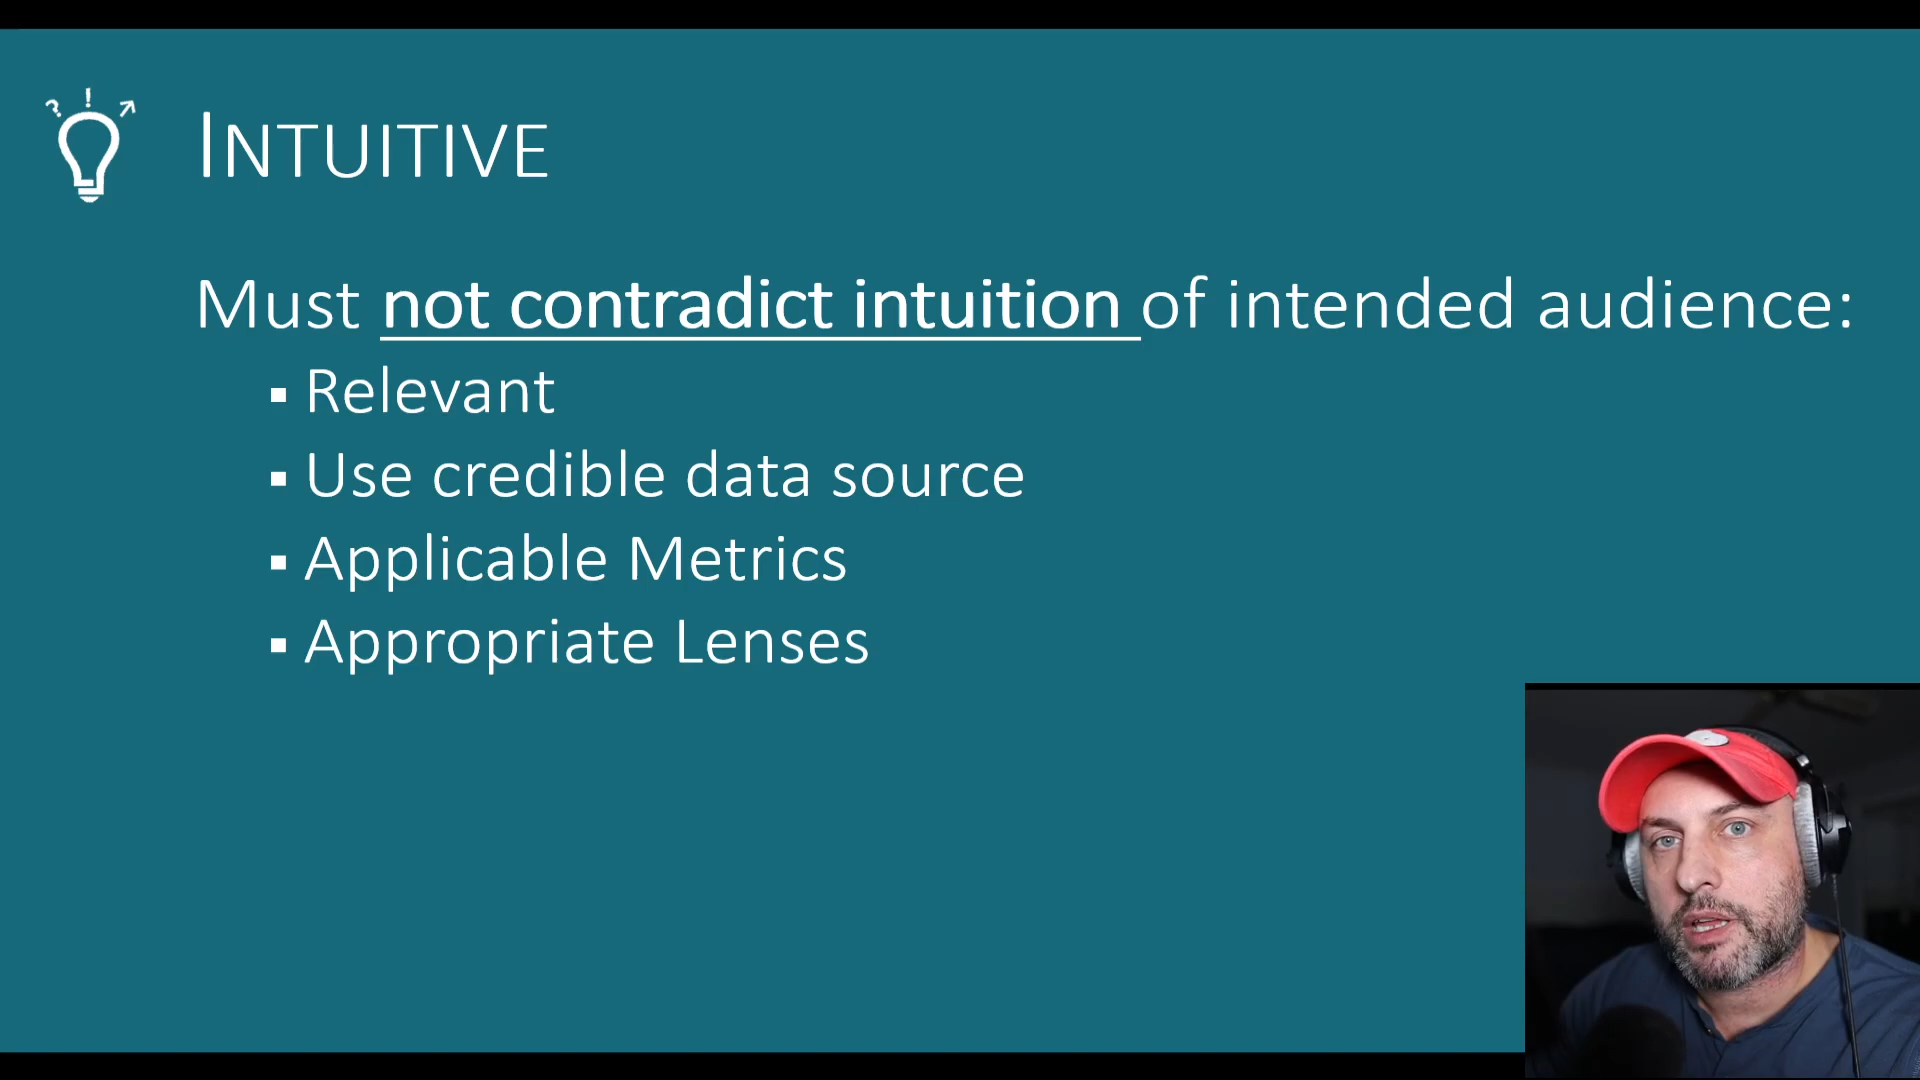 INTUITIVE
Must not contradict intuition of intended audience:
▪ Relevant
▪ Use credible data source
▪ Applicable Metrics
▪ Appropriate Lenses